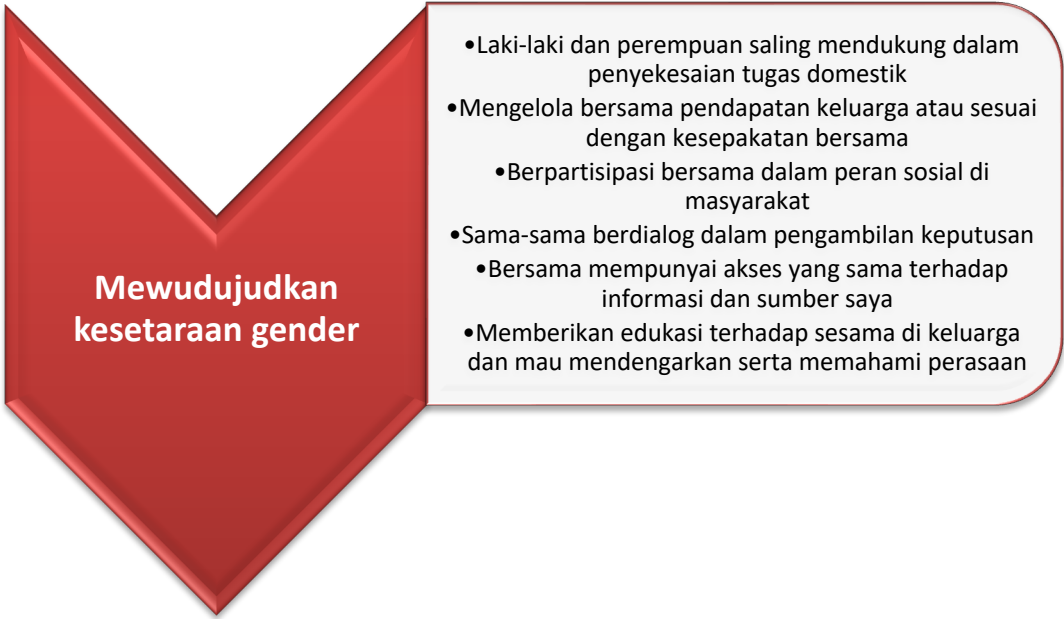 Mewudujudkan
kesetaraan gender
•Laki-laki dan perempuan saling mendukung dalam
penyekesaian tugas domestik
•Mengelola bersama pendapatan keluarga atau sesuai
dengan kesepakatan bersama
•Berpartisipasi bersama dalam peran sosial di
masyarakat
•Sama-sama berdialog dalam pengambilan keputusan
•Bersama mempunyai akses yang sama terhadap
informasi dan sumber saya
•Memberikan edukasi terhadap sesama di keluarga
dan mau mendengarkan serta memahami perasaan